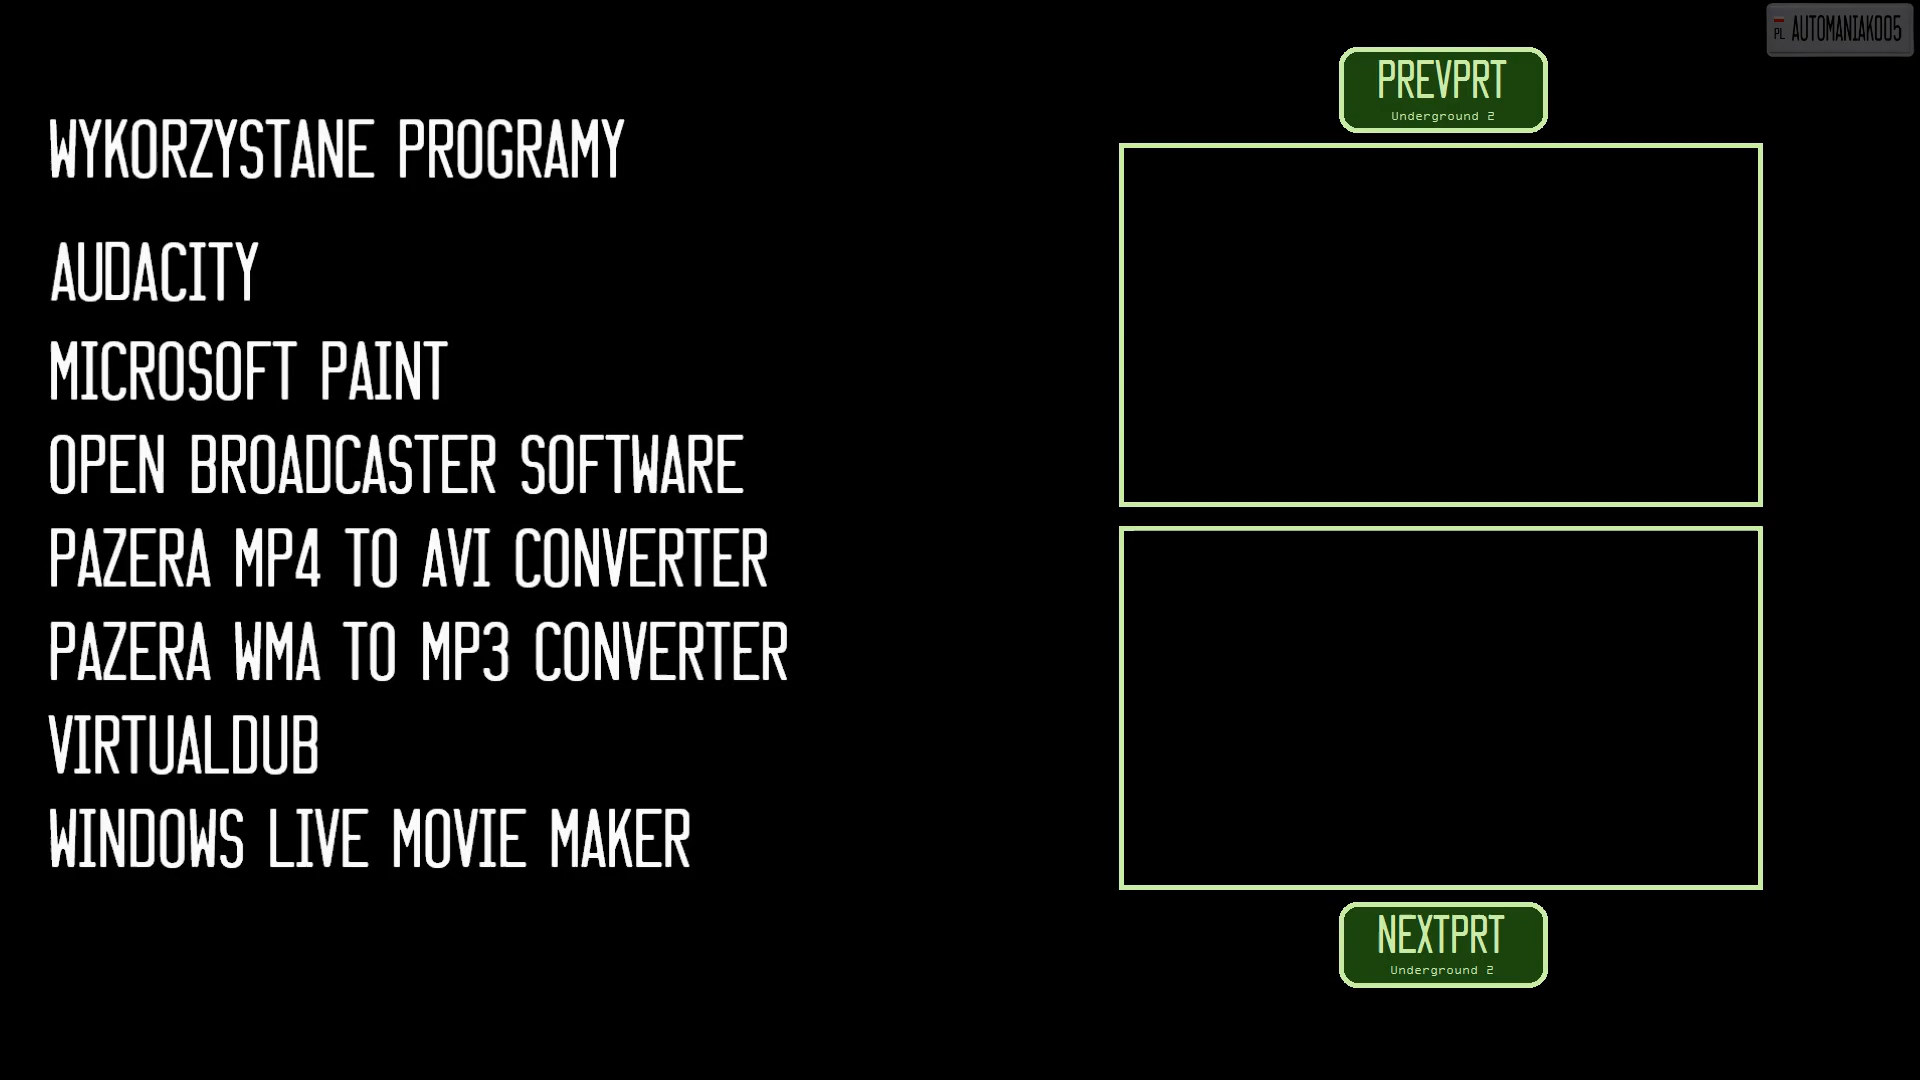 WYKORZYSTANE PROGRAMY
AUDACITY
MICROSOFT PAINT
OPEN BROADCASTER SOFTWARE
PAZERA MP4 TO AVI CONVERTER
PAZERA WMA TO MP3 CONVERTER
VIRTUALDUB
WINDOWS LIVE MOVIE MAKER
PREVPRT
Underground 2
NEXTPRT
Underground 2
PL AUTOMANIAK005